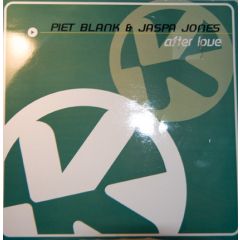 PIET BLANK & JASPA JONES
after love